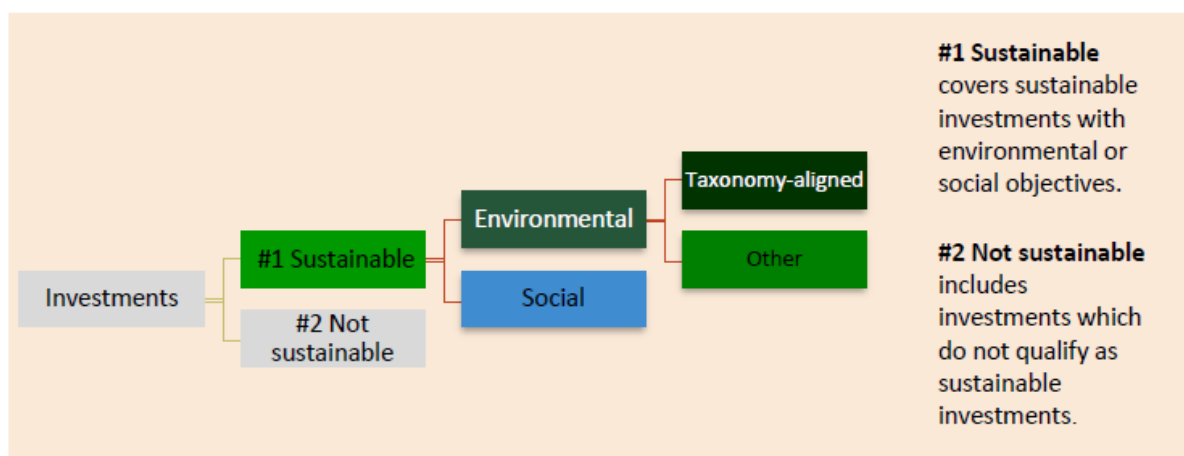 Investments
#1 Sustainable
#2 Not
sustainable
Environmental
Social
Taxonomy-aligned
Other
#1 Sustainable
covers sustainable
investments with
environmental or
social objectives.
#2 Not sustainable
includes
investments which
do not qualify as
sustainable
investments.